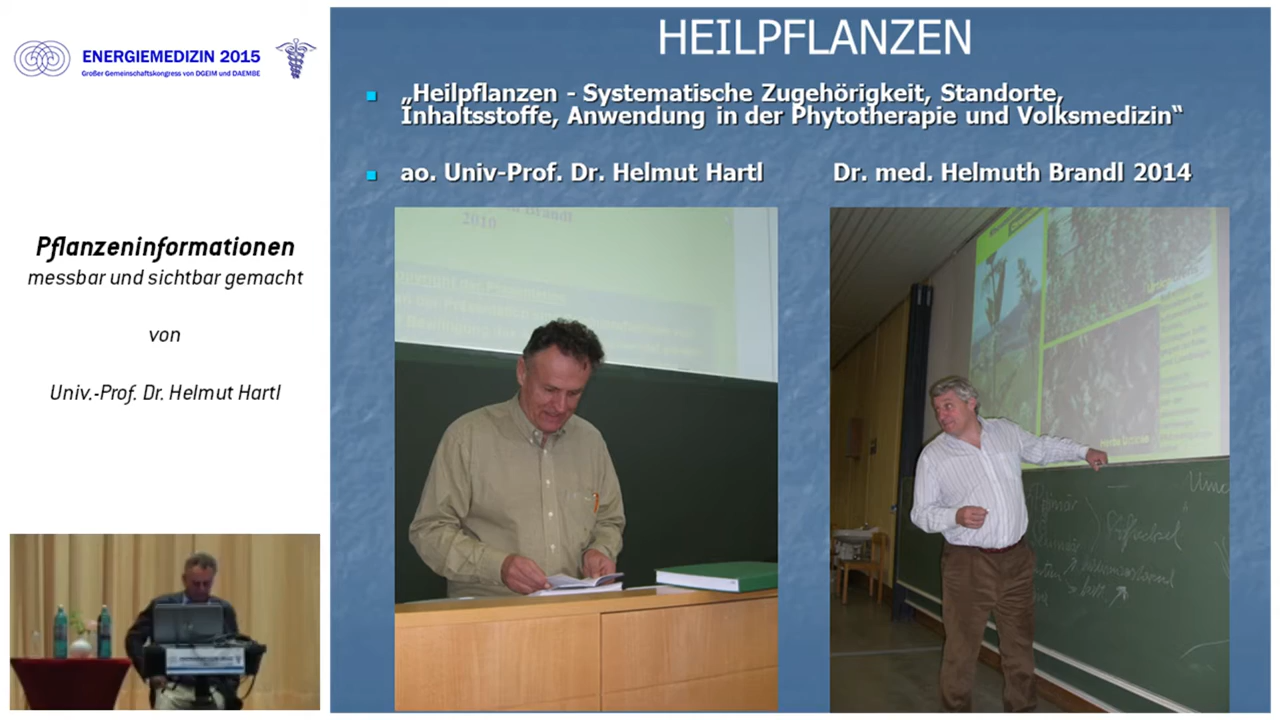 ENERGIEMEDIZIN 2015
Großer Gemeinschaftskongress von DGEIM und DAEMBE
Pflanzeninformationen
messbar und sichtbar gemacht
von
Univ.-Prof. Dr. Helmut Hartl
HEILPFLANZEN
„Heilpflanzen - Systematische Zugehörigkeit, Standorte,
Inhaltsstoffe, Anwendung in der Phytotherapie und Volksmedizin“
ao. Univ-Prof. Dr. Helmut Hartl
Dr. med. Helmuth Brandl 2014
Brandl
2010